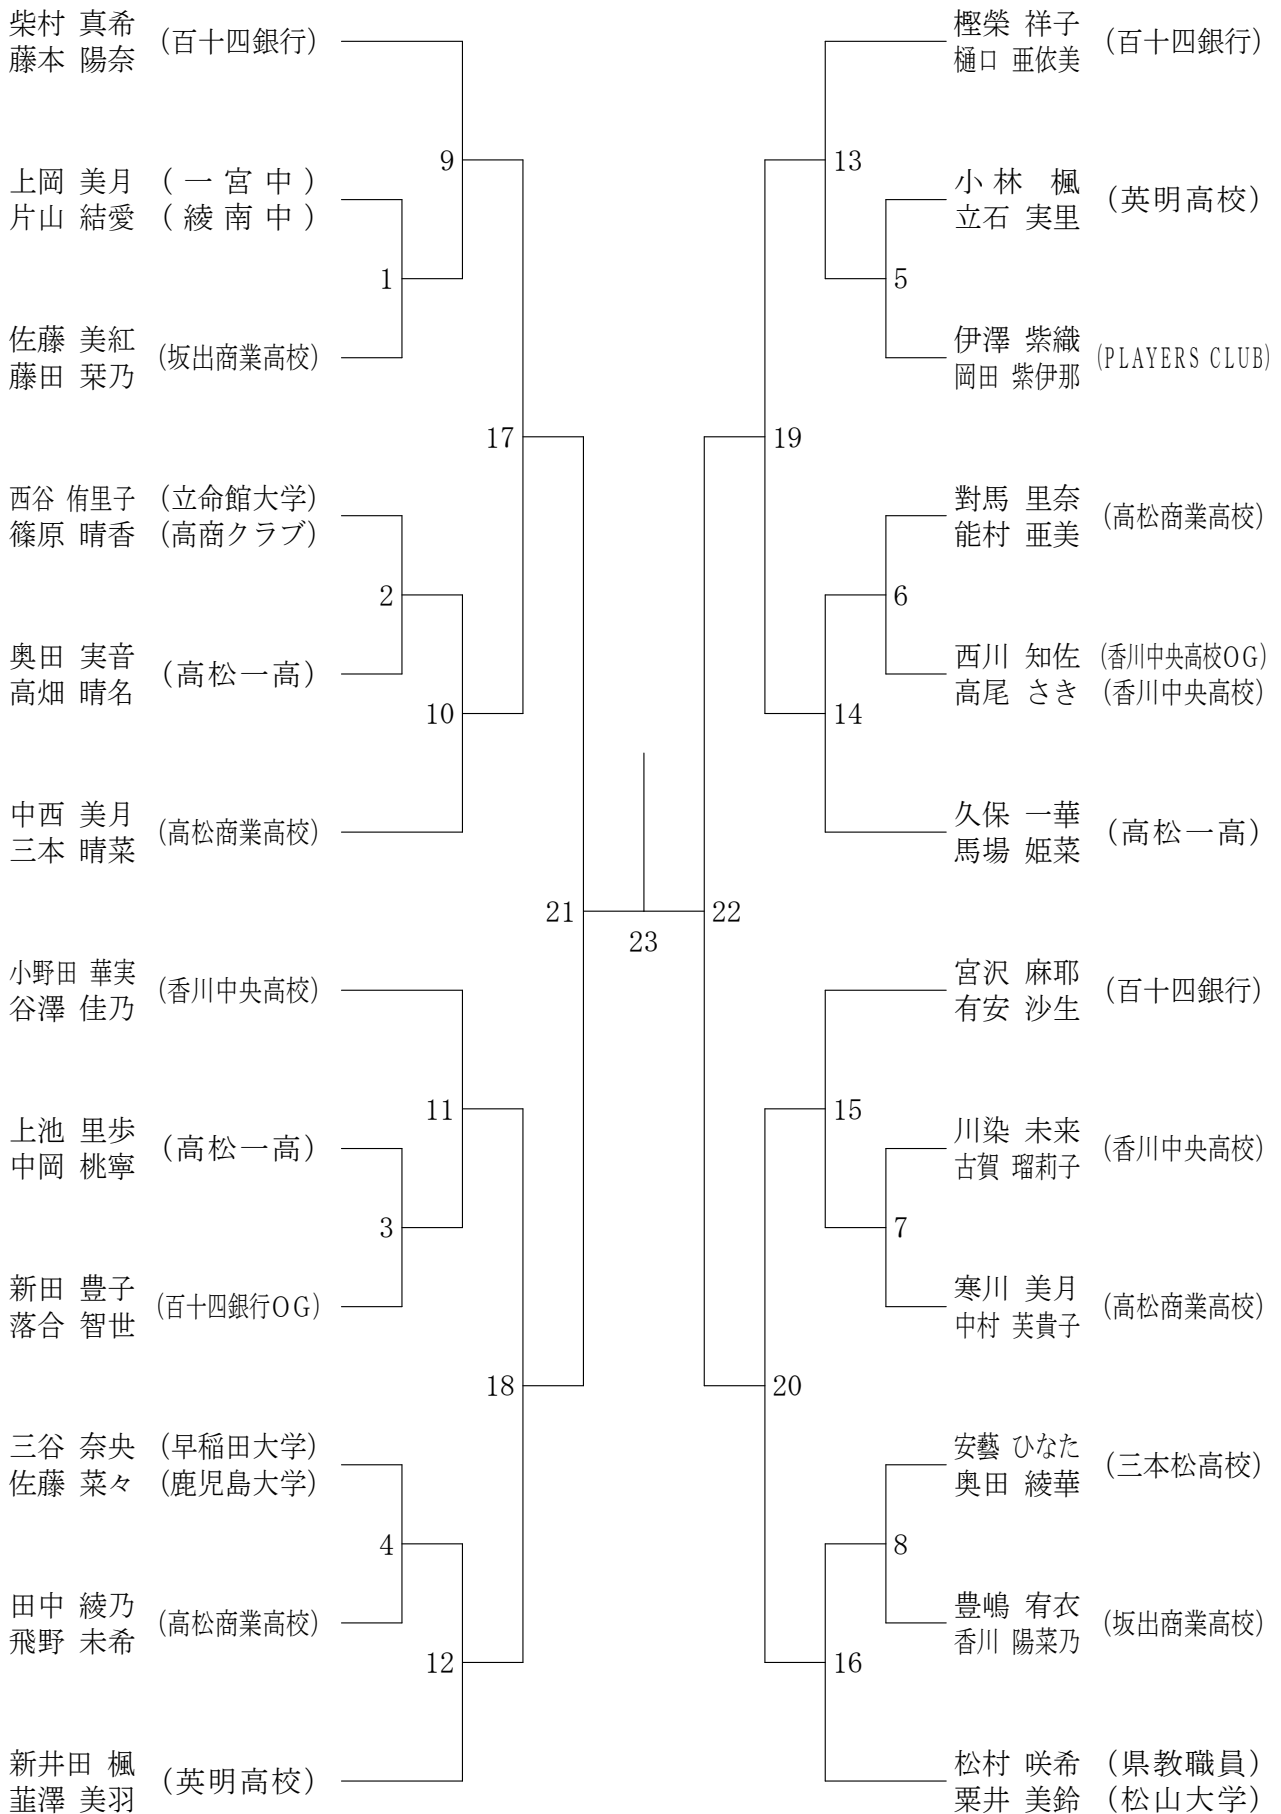 柴村 真希 (百十四銀行)
藤本 陽奈
9
上岡 美月 (一宮中)
片山 結愛 (綾南中)
1
佐藤 美紅 (坂出商業高校)
藤田 栞乃
17
西谷 侑里子 (立命館大学)
篠原 晴香 (高商クラブ)
2
奥田 実音 (高松一高)
高畑 晴名
10
中西 美月 (高松商業高校)
三本 晴菜
21
小野田 華実 (香川中央高校)
谷澤 佳乃
11
上池 里歩 (高松一高)
中岡 桃寧
3
新田 豊子 (百十四銀行OG)
落合 智世
18
三谷 奈央 (早稲田大学)
佐藤 菜々 (鹿児島大学)
4
田中 綾乃 (高松商業高校)
飛野 未希
12
新井田 楓 (英明高校)
韮澤 美羽
23
樫榮 祥子 (百十四銀行)
樋口 亜依美
13
小林 楓 (英明高校)
立石 実里
5
伊澤 紫織 (PLAYERS CLUB)
岡田 紫伊那
19
對馬 里奈 (高松商業高校)
能村 亜美
6
西川 知佐 (香川中央高校OG)
高尾 さき (香川中央高校)
14
久保 一華 (高松一高)
馬場 姫菜
22
宮沢 麻耶 (百十四銀行)
有安 沙生
15
川染 未来 (香川中央高校)
古賀 瑠莉子
7
寒川 美月 (高松商業高校)
中村 芙貴子
20
安藝 ひなた (三本松高校)
奥田 綾華
8
豊嶋 宥衣 (坂出商業高校)
香川 陽菜乃
16
松村 咲希 (県教職員)
粟井 美鈴 (松山大学)